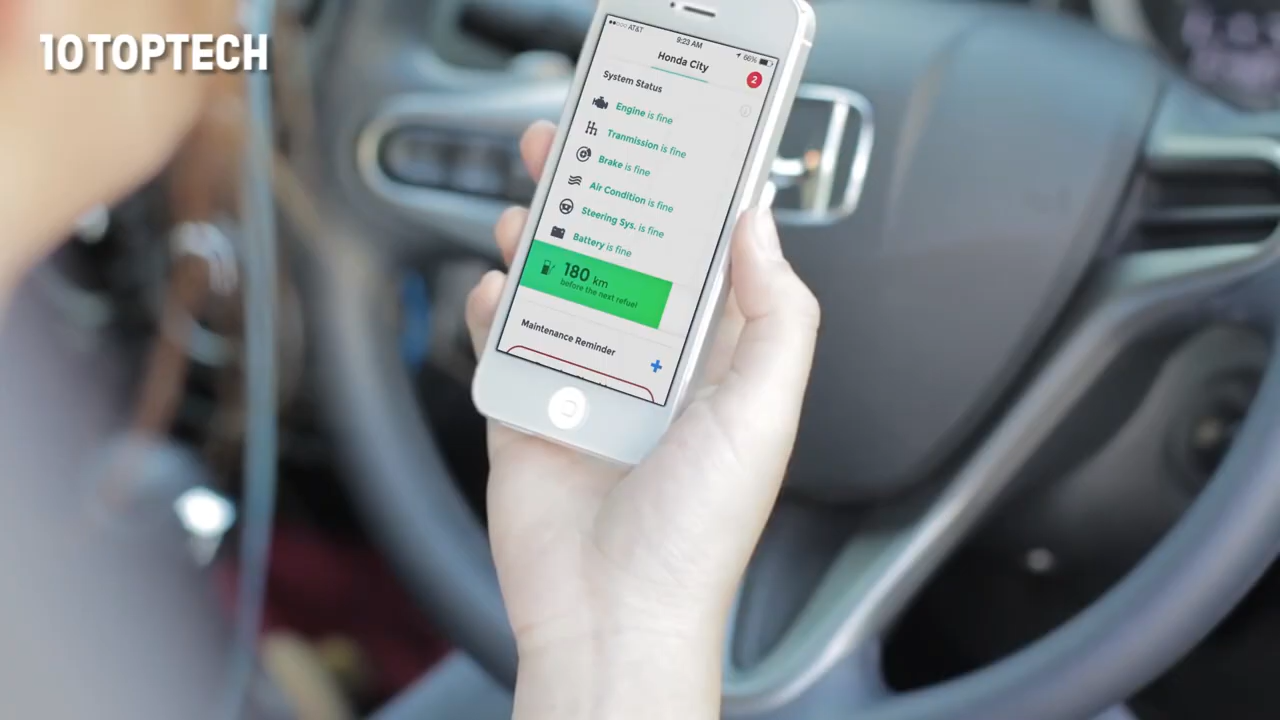 10TOPTECH
AT&T 9:23 AM 66%
Honda City
2
System Status
Engine is fine
Tranmission is fine
Brake is fine
Air Condition is fine
Steering Sys. is fine
Battery is fine
180 km
before the next refuel
Maintenance Reminder